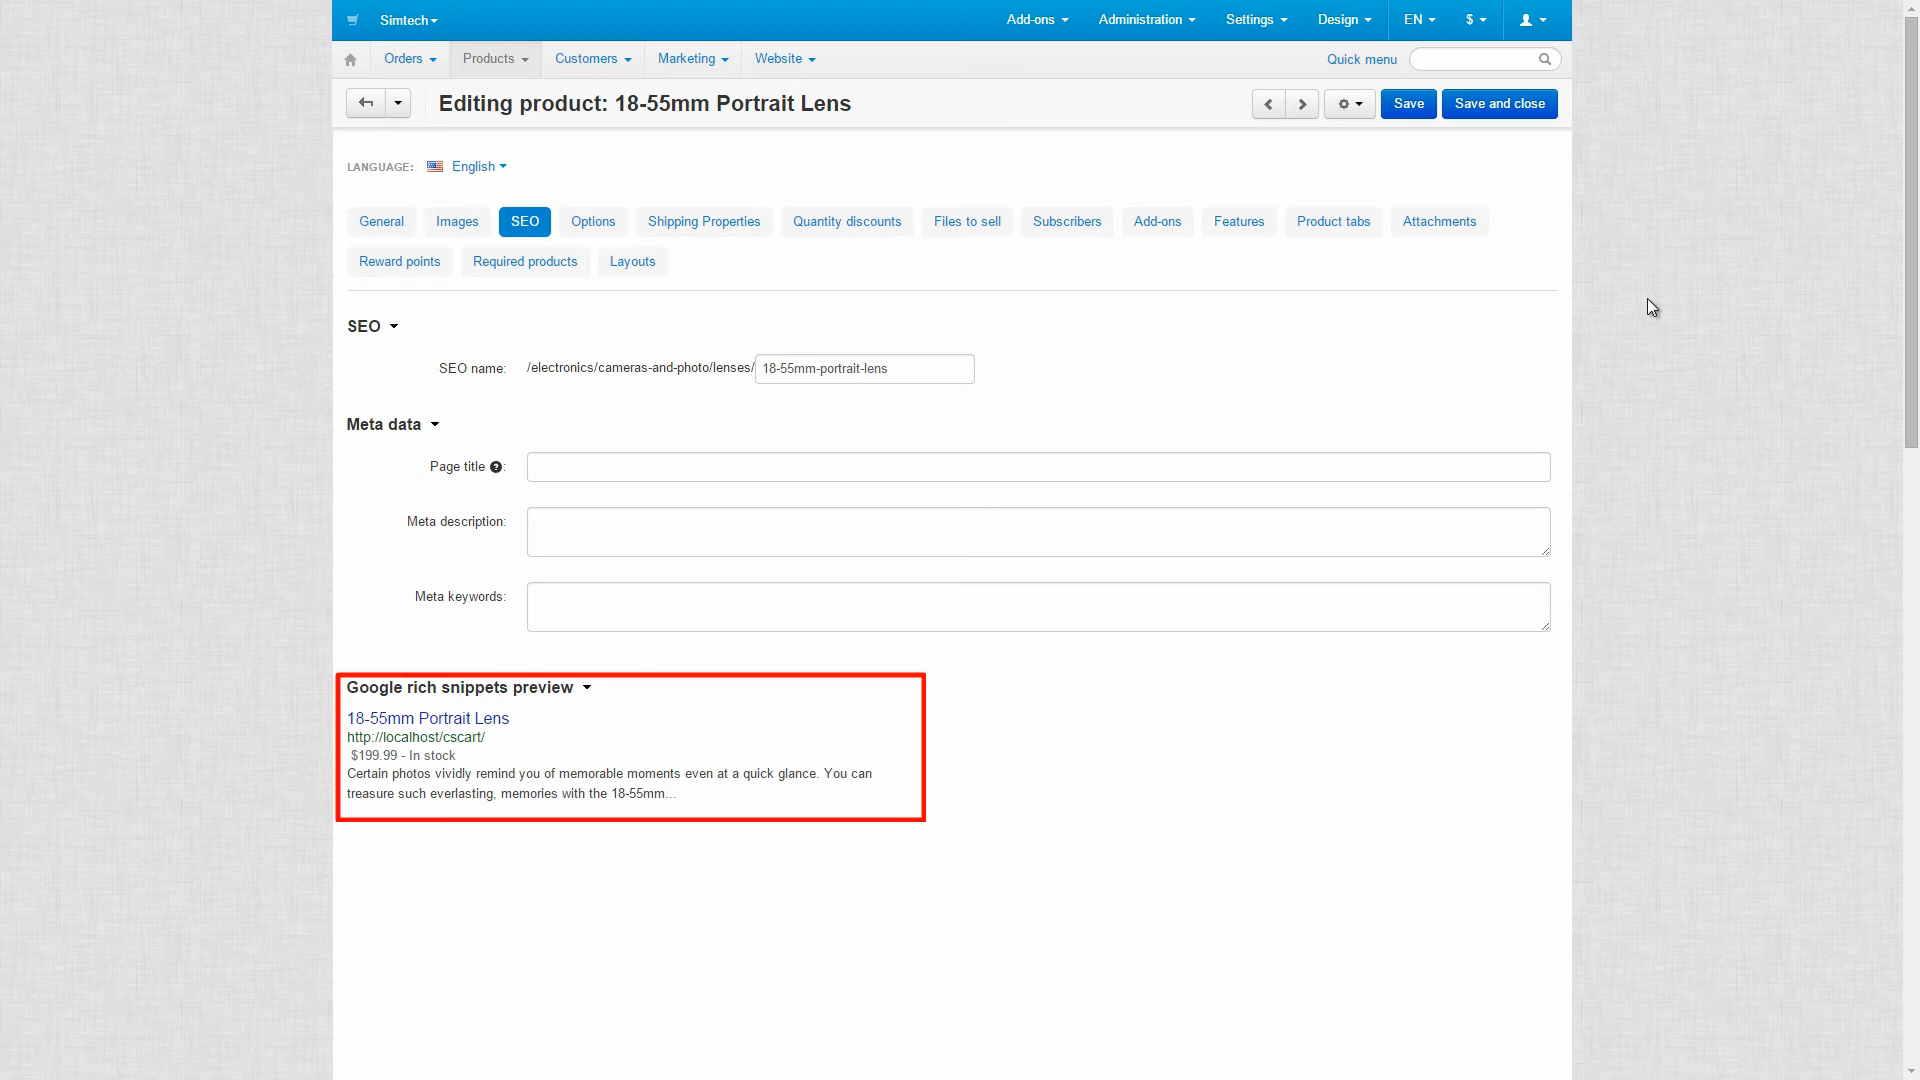 Simtech Add-ons Administration Settings Design EN $
Orders Products Customers Marketing Website Quick menu
Editing product: 18-55mm Portrait Lens Save Save and close
LANGUAGE: English
General Images SEO Options Shipping Properties Quantity discounts Files to sell Subscribers Add-ons Features Product tabs Attachments
Reward points Required products Layouts
SEO
SEO name: /electronics/cameras-and-photo/lenses/ 18-55mm-portrait-lens
Meta data
Page title ?:
Meta description:
Meta keywords:
Google rich snippets preview
18-55mm Portrait Lens
http://localhost/cscart/
$199.99 - In stock
Certain photos vividly remind you of memorable moments even at a quick glance. You can
treasure such everlasting, memories with the 18-55mm...